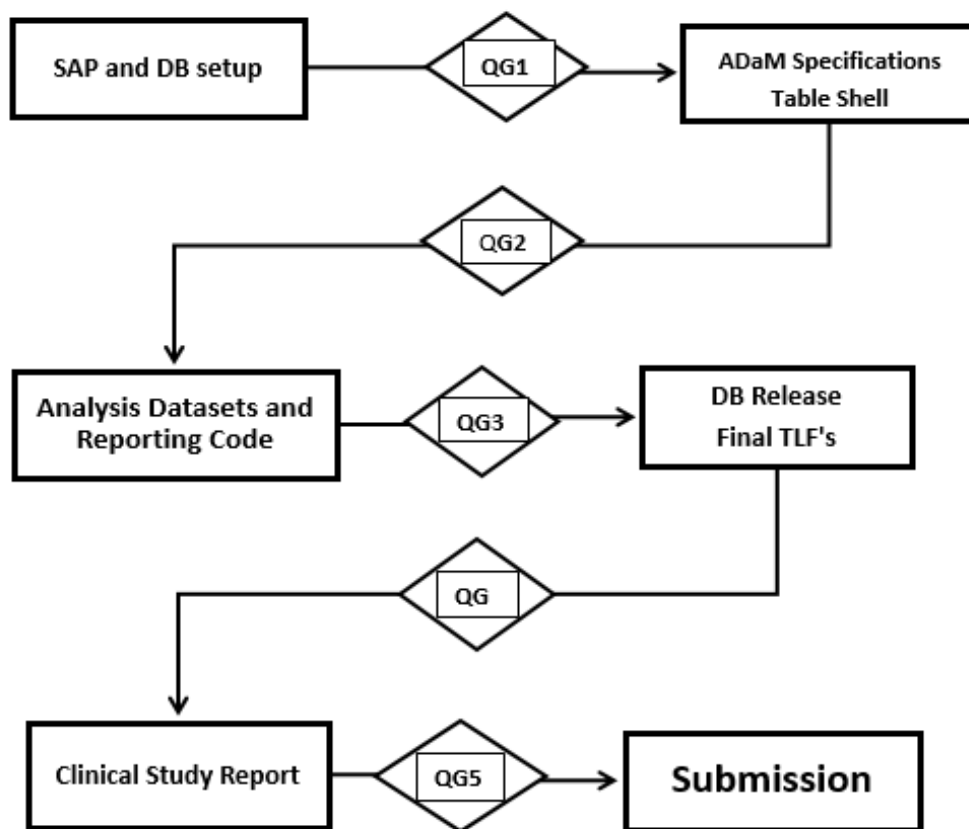 SAP and DB setup
QG1
ADaM Specifications
Table Shell
QG2
Analysis Datasets and
Reporting Code
QG3
DB Release
Final TLF's
QG
Clinical Study Report
QG5
Submission